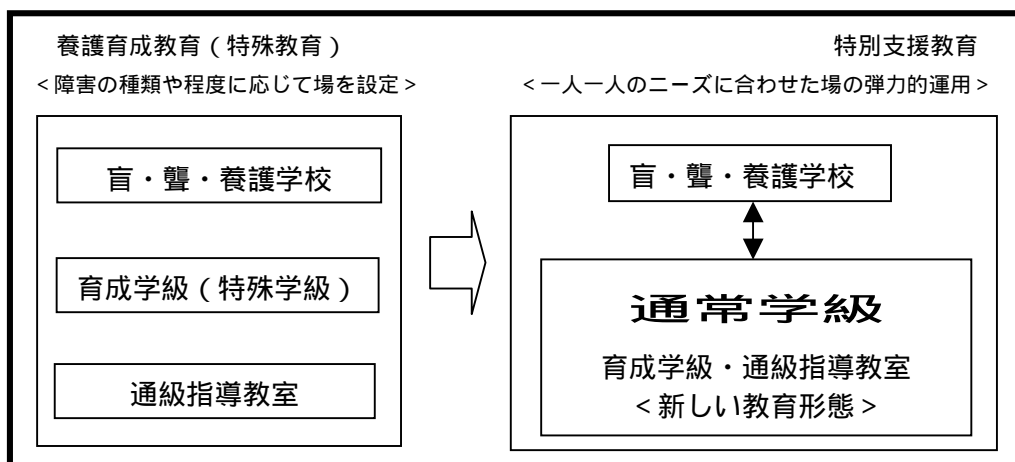 養護育成教育（特殊教育）
<障害の種類や程度に応じて場を設定>
盲・聾・養護学校
育成学級（特殊学級）
通級指導教室
特別支援教育
<一人一人のニーズに合わせた場の弾力的運用>
盲・聾・養護学校
通常学級
育成学級・通級指導教室
<新しい教育形態>